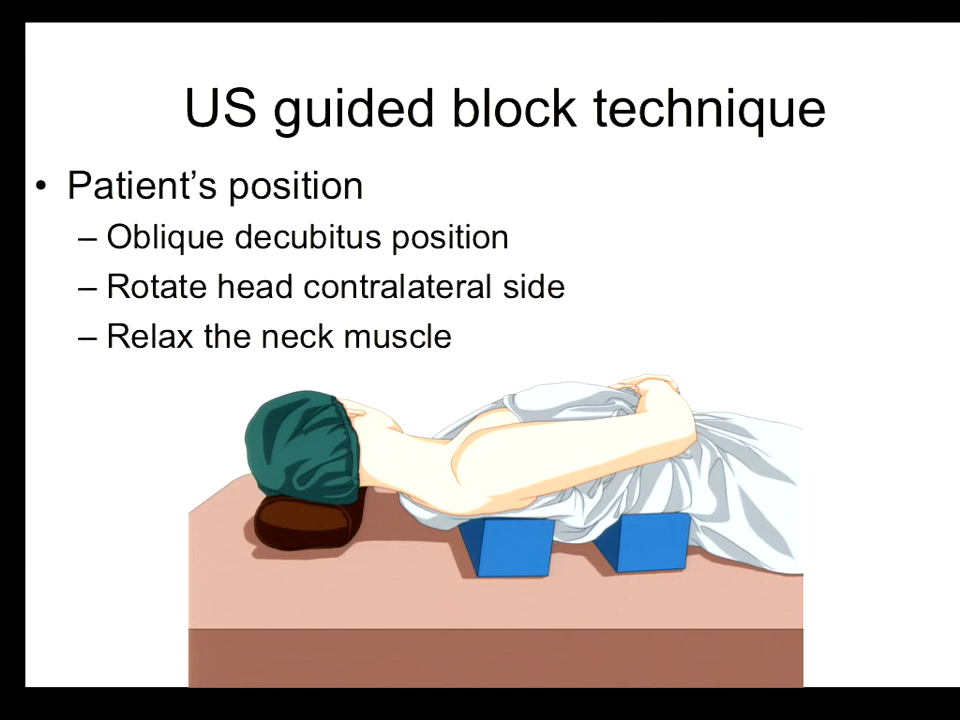 US guided block technique
• Patient’s position
– Oblique decubitus position
– Rotate head contralateral side
– Relax the neck muscle